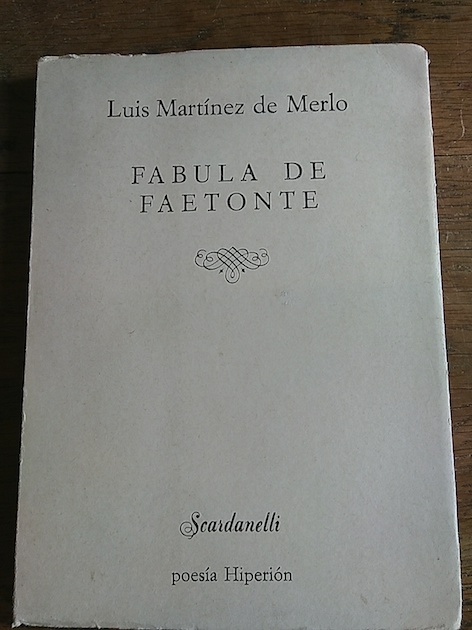 Luis Martínez de Merlo
FABULA DE
FAETONTE
Scardanelli
poesía Hiperión